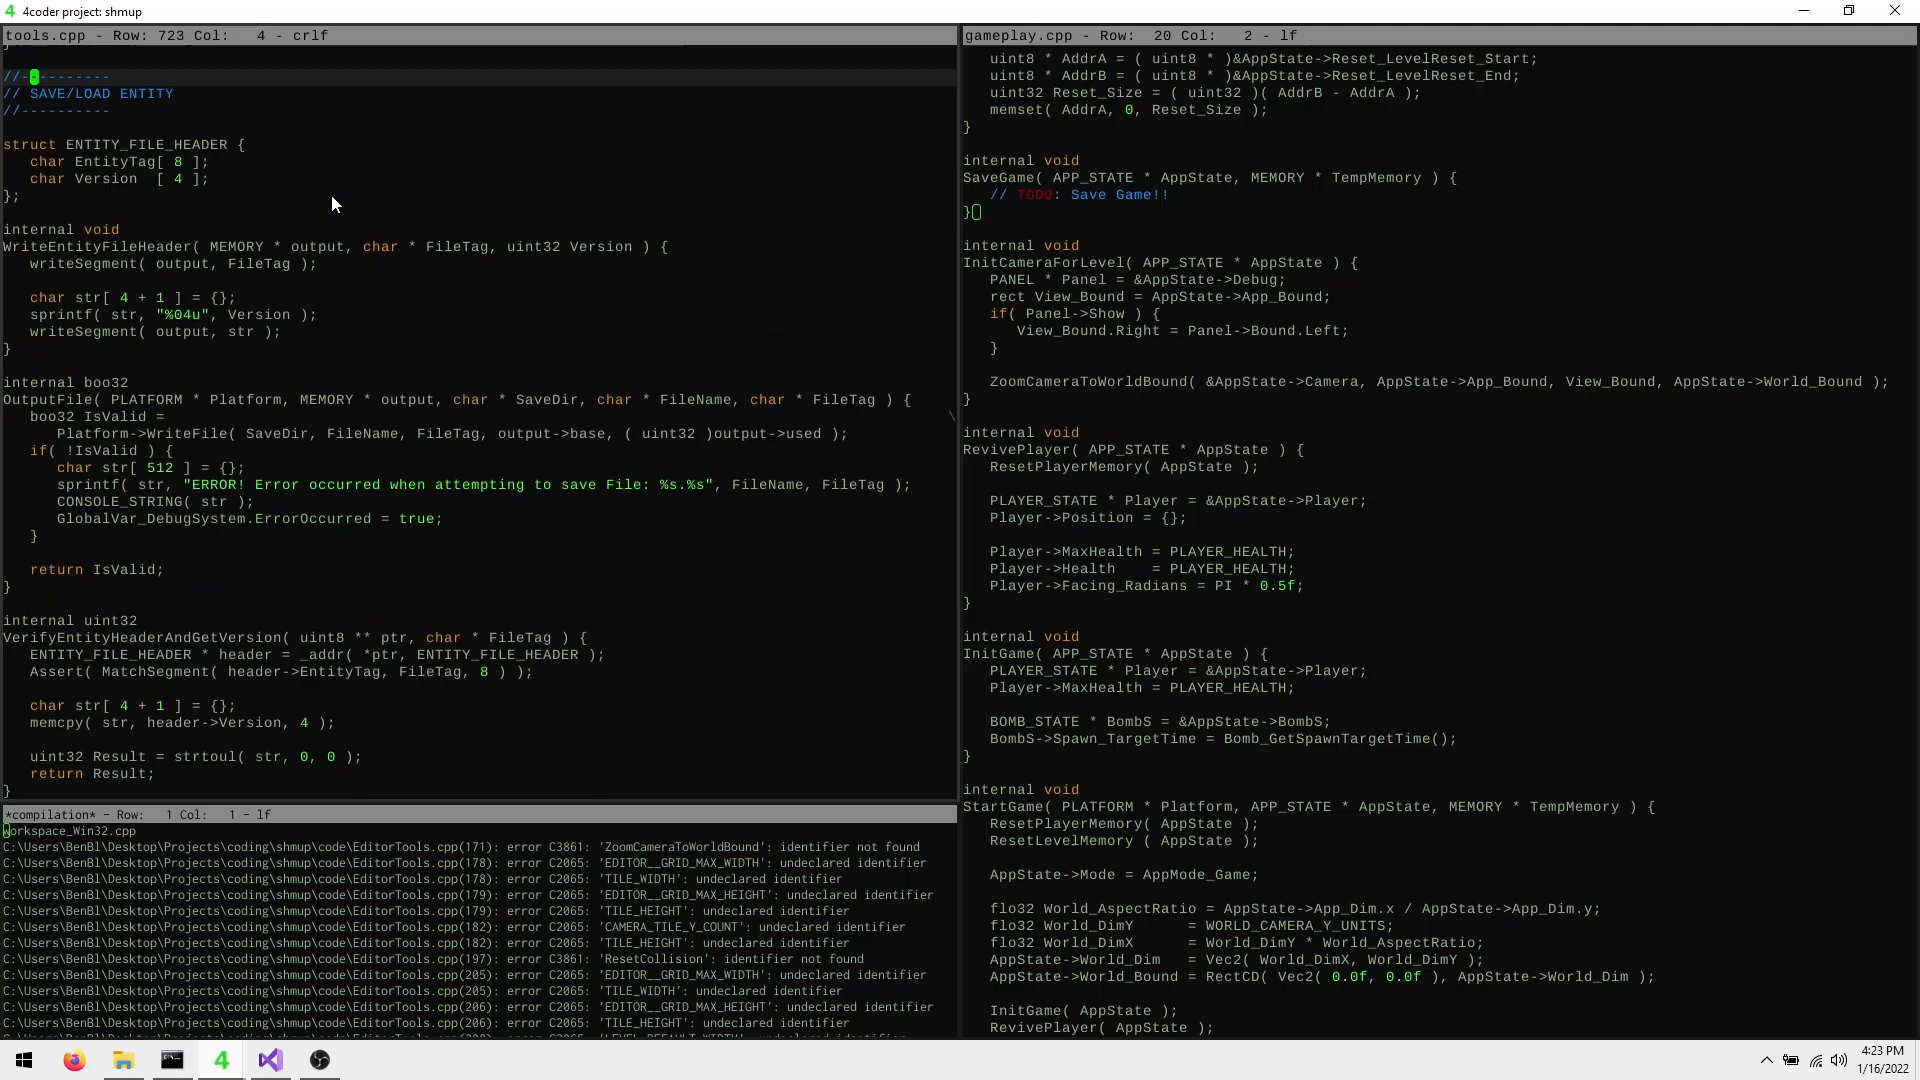 4coder project: shmup
tools.cpp - Row: 723 Col:   4 - crlf
//----------
// SAVE/LOAD ENTITY
//----------
struct ENTITY_FILE_HEADER {
   char EntityTag[ 8 ];
   char Version  [ 4 ];
};
internal void
WriteEntityFileHeader( MEMORY * output, char * FileTag, uint32 Version ) {
   writeSegment( output, FileTag );
   char str[ 4 + 1 ] = {};
   sprintf( str, "%04u", Version );
   writeSegment( output, str );
}
internal boo32
OutputFile( PLATFORM * Platform, MEMORY * output, char * SaveDir, char * FileName, char * FileTag ) {
   boo32 IsValid =
      Platform->WriteFile( SaveDir, FileName, FileTag, output->base, ( uint32 )output->used );
   if( !IsValid ) {
      char str[ 512 ] = {};
      sprintf( str, "ERROR! Error occurred when attempting to save File: %s.%s", FileName, FileTag );
      CONSOLE_STRING( str );
      GlobalVar_DebugSystem.ErrorOccurred = true;
   }
   return IsValid;
}
internal uint32
VerifyEntityHeaderAndGetVersion( uint8 ** ptr, char * FileTag ) {
   ENTITY_FILE_HEADER * header = _addr( *ptr, ENTITY_FILE_HEADER );
   Assert( MatchSegment( header->EntityTag, FileTag, 8 ) );
   char str[ 4 + 1 ] = {};
   memcpy( str, header->Version, 4 );
   uint32 Result = strtoul( str, 0, 0 );
   return Result;
}
*compilation* - Row:   1 Col:   1 - lf
workspace_Win32.cpp
C:\Users\BenBl\Desktop\Projects\coding\shmup\code\EditorTools.cpp(171): error C3861: 'ZoomCameraToWorldBound': identifier not found
C:\Users\BenBl\Desktop\Projects\coding\shmup\code\EditorTools.cpp(178): error C2065: 'EDITOR__GRID_MAX_WIDTH': undeclared identifier
C:\Users\BenBl\Desktop\Projects\coding\shmup\code\EditorTools.cpp(178): error C2065: 'TILE_WIDTH': undeclared identifier
C:\Users\BenBl\Desktop\Projects\coding\shmup\code\EditorTools.cpp(179): error C2065: 'EDITOR__GRID_MAX_HEIGHT': undeclared identifier
C:\Users\BenBl\Desktop\Projects\coding\shmup\code\EditorTools.cpp(179): error C2065: 'TILE_HEIGHT': undeclared identifier
C:\Users\BenBl\Desktop\Projects\coding\shmup\code\EditorTools.cpp(182): error C2065: 'CAMERA_TILE_Y_COUNT': undeclared identifier
C:\Users\BenBl\Desktop\Projects\coding\shmup\code\EditorTools.cpp(182): error C2065: 'TILE_HEIGHT': undeclared identifier
C:\Users\BenBl\Desktop\Projects\coding\shmup\code\EditorTools.cpp(197): error C3861: 'ResetCollision': identifier not found
C:\Users\BenBl\Desktop\Projects\coding\shmup\code\EditorTools.cpp(205): error C2065: 'EDITOR__GRID_MAX_WIDTH': undeclared identifier
C:\Users\BenBl\Desktop\Projects\coding\shmup\code\EditorTools.cpp(205): error C2065: 'TILE_WIDTH': undeclared identifier
C:\Users\BenBl\Desktop\Projects\coding\shmup\code\EditorTools.cpp(206): error C2065: 'EDITOR__GRID_MAX_HEIGHT': undeclared identifier
C:\Users\BenBl\Desktop\Projects\coding\shmup\code\EditorTools.cpp(206): error C2065: 'TILE_HEIGHT': undeclared identifier
gameplay.cpp - Row:  20 Col:   2 - lf
   uint8 * AddrA = ( uint8 * )&AppState->Reset_LevelReset_Start;
   uint8 * AddrB = ( uint8 * )&AppState->Reset_LevelReset_End;
   uint32 Reset_Size = ( uint32 )( AddrB - AddrA );
   memset( AddrA, 0, Reset_Size );
}
internal void
SaveGame( APP_STATE * AppState, MEMORY * TempMemory ) {
   // TODO: Save Game!!
}
internal void
InitCameraForLevel( APP_STATE * AppState ) {
   PANEL * Panel = &AppState->Debug;
   rect View_Bound = AppState->App_Bound;
   if( Panel->Show ) {
      View_Bound.Right = Panel->Bound.Left;
   }
   ZoomCameraToWorldBound( &AppState->Camera, AppState->App_Bound, View_Bound, AppState->World_Bound );
}
internal void
RevivePlayer( APP_STATE * AppState ) {
   ResetPlayerMemory( AppState );
   PLAYER_STATE * Player = &AppState->Player;
   Player->Position = {};
   Player->MaxHealth = PLAYER_HEALTH;
   Player->Health    = PLAYER_HEALTH;
   Player->Facing_Radians = PI * 0.5f;
}
internal void
InitGame( APP_STATE * AppState ) {
   PLAYER_STATE * Player = &AppState->Player;
   Player->MaxHealth = PLAYER_HEALTH;
   BOMB_STATE * BombS = &AppState->BombS;
   BombS->Spawn_TargetTime = Bomb_GetSpawnTargetTime();
}
internal void
StartGame( PLATFORM * Platform, APP_STATE * AppState, MEMORY * TempMemory ) {
   ResetPlayerMemory( AppState );
   ResetLevelMemory ( AppState );
   AppState->Mode = AppMode_Game;
   flo32 World_AspectRatio = AppState->App_Dim.x / AppState->App_Dim.y;
   flo32 World_DimY      = WORLD_CAMERA_Y_UNITS;
   flo32 World_DimX      = World_DimY * World_AspectRatio;
   AppState->World_Dim   = Vec2( World_DimX, World_DimY );
   AppState->World_Bound = RectCD( Vec2( 0.0f, 0.0f ), AppState->World_Dim );
   InitGame( AppState );
   RevivePlayer( AppState );
4:23 PM
1/16/2022